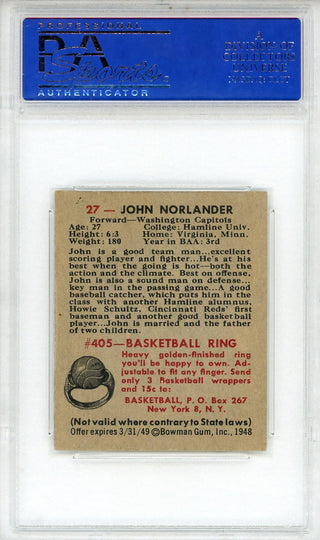 PROFESSIONAL
PSA
Sports
AUTHENTICATOR
A
DIVISION OF
COLLECTORS
UNIVERSE
27 — JOHN NORLANDER
Forward—Washington Capitols
Age: 27 College: Hamline Univ.
Height: 6:3 Home: Virginia, Minn.
Weight: 180 Year in BAA: 3rd
John is a good team man...excellent
scoring player and fighter...He's at his
best when the going is hot—both the
action and the climate. Best on offense.
John is also a sound man on defense...
key man in the passing game...A good
baseball catcher, which puts him in the
class with another Hamline alumnus,
Howie Schultz, Cincinnati Reds' first
baseman and another good basketball
player...John is married and the father
of two children.
#405—BASKETBALL RING
Heavy golden-finished ring
you'll be happy to own. Ad-
justable to fit any finger. Send
only 3 Basketball wrappers
and 15c to:
BASKETBALL, P. O. Box 267
New York 8, N. Y.
(Not valid where contrary to State laws)
Offer expires 3/31/49 ©Bowman Gum, Inc., 1948